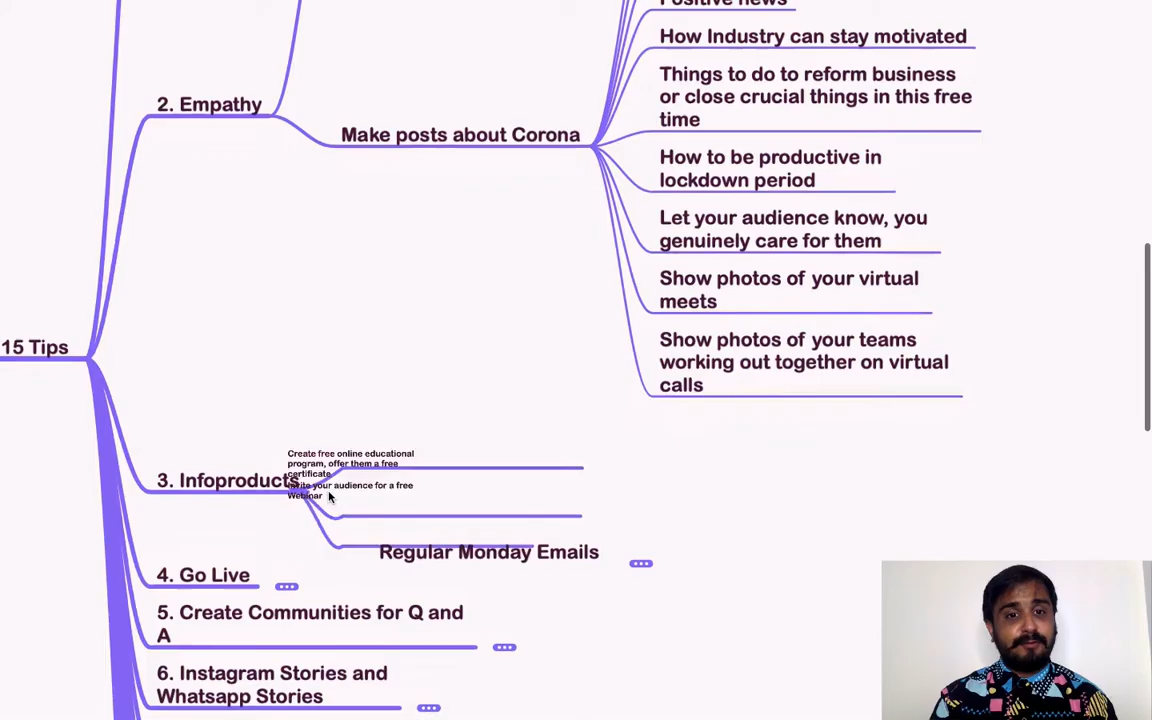 Positive news
How Industry can stay motivated
Things to do to reform business
or close crucial things in this free
time
2. Empathy
Make posts about Corona
How to be productive in
lockdown period
Let your audience know, you
genuinely care for them
Show photos of your virtual
meets
Show photos of your teams
working out together on virtual
calls
15 Tips
3. Infoproducts
Create free online educational
program, offer them a free
certificate
Invite your audience for a free
Webinar
Regular Monday Emails
4. Go Live
5. Create Communities for Q and
A
6. Instagram Stories and
Whatsapp Stories